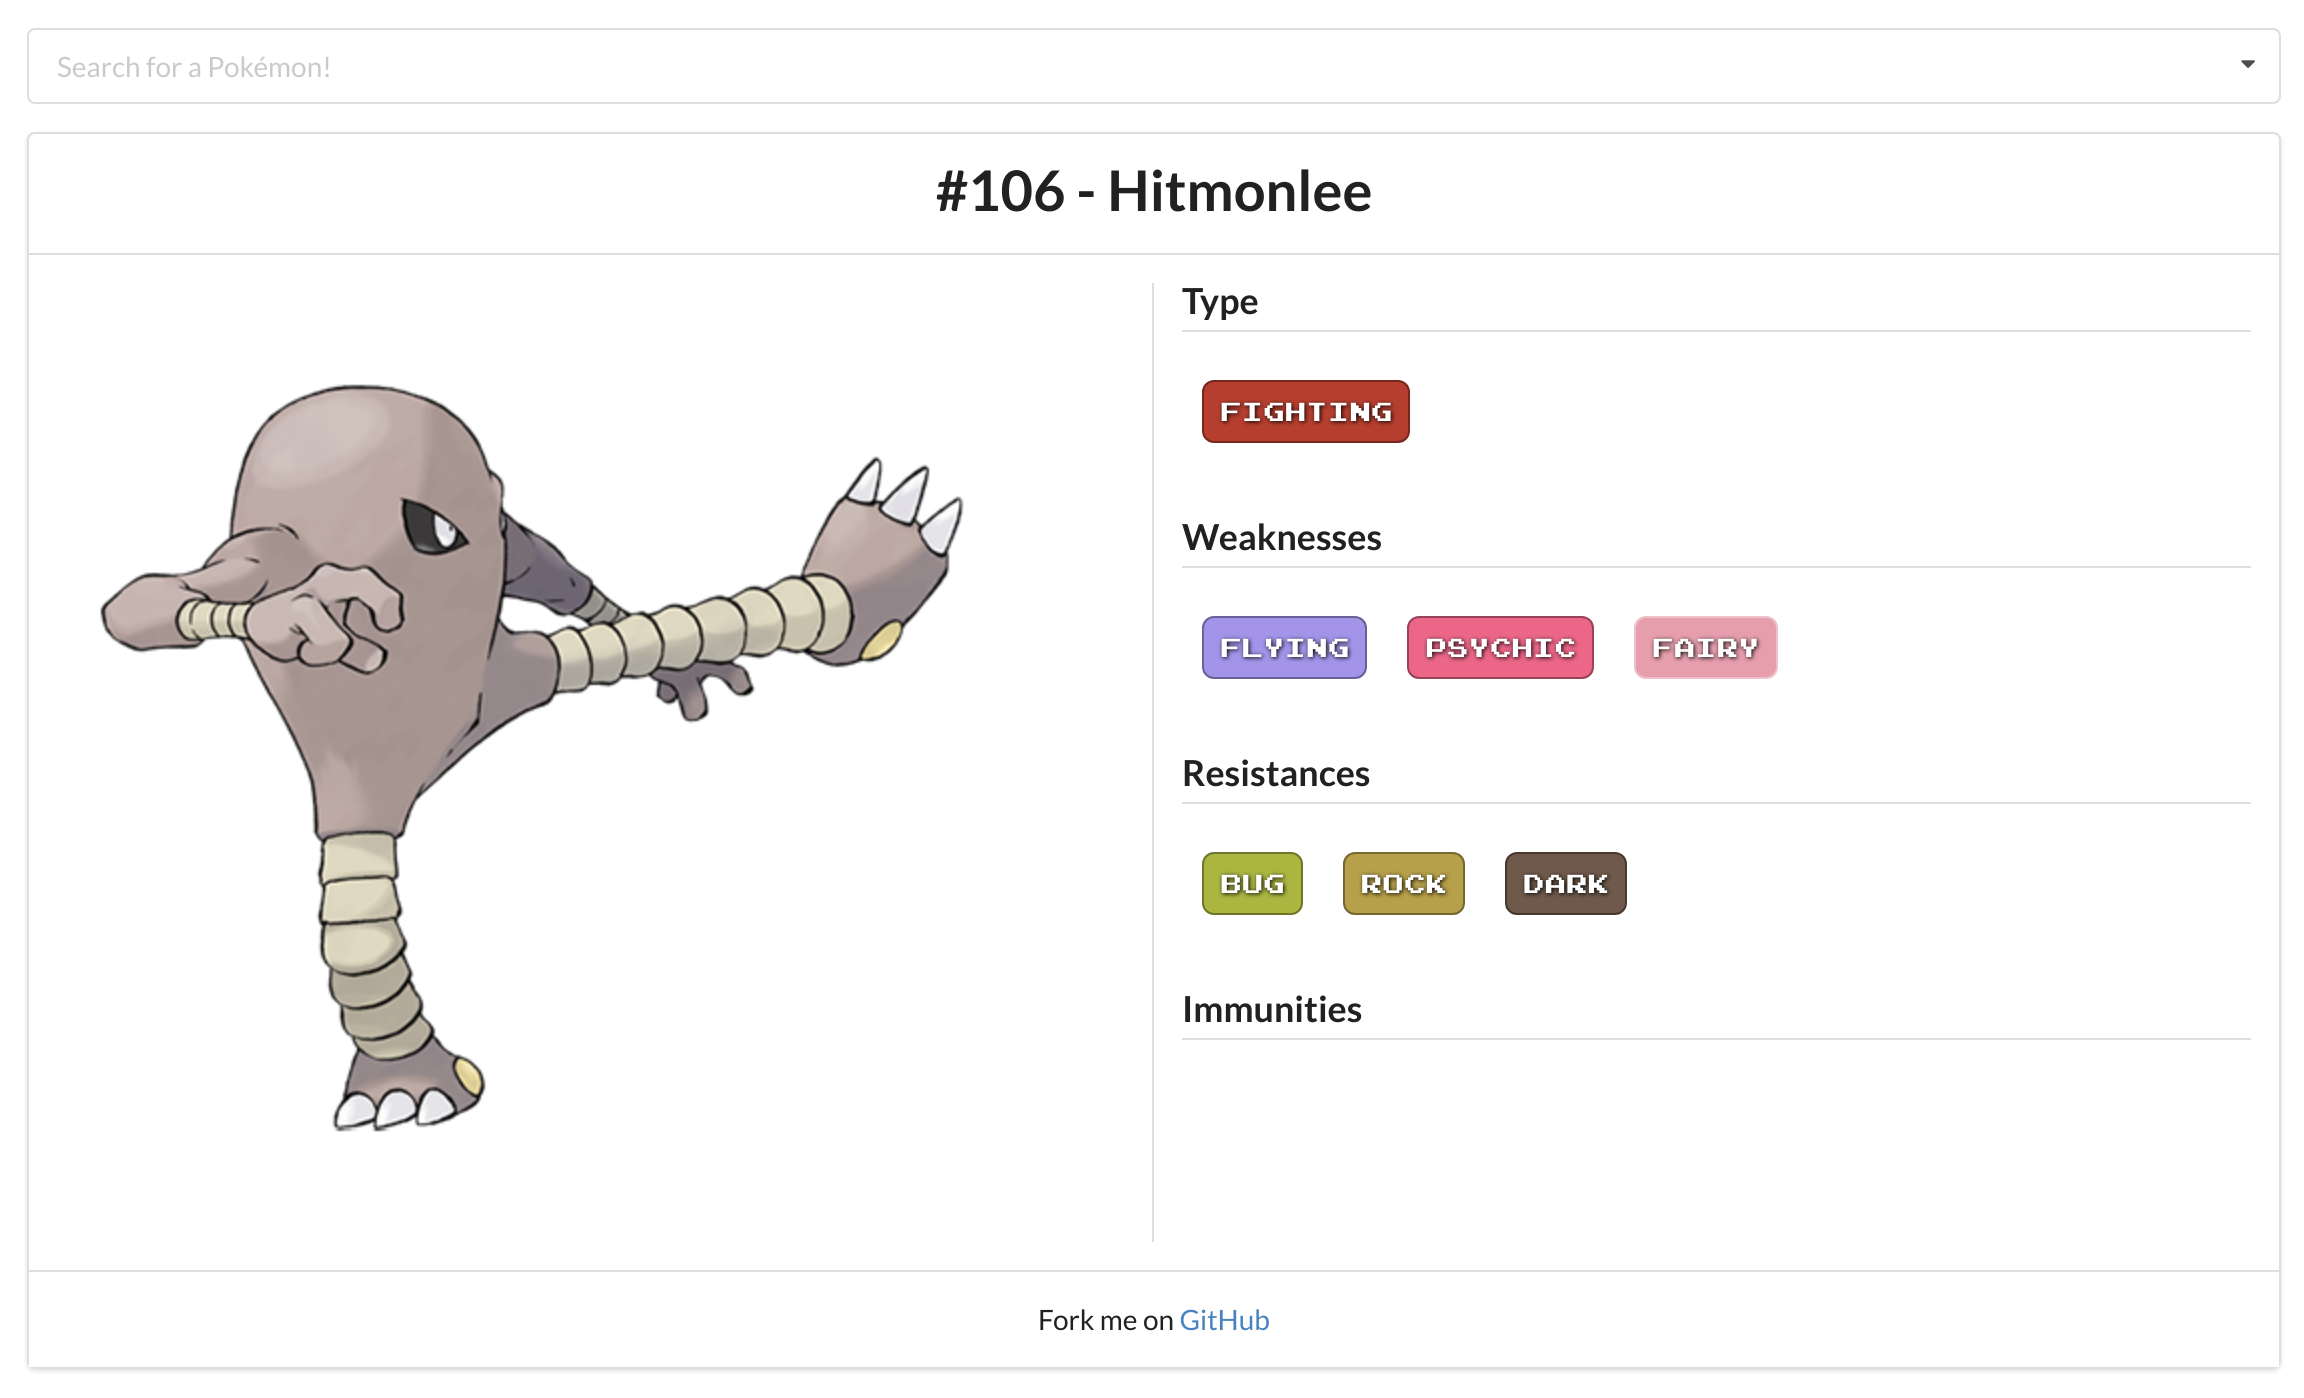 Search for a Pokémon!
#106 - Hitmonlee
Type
FIGHTING
Weaknesses
FLYING PSYCHIC FAIRY
Resistances
BUG ROCK DARK
Immunities
Fork me on GitHub